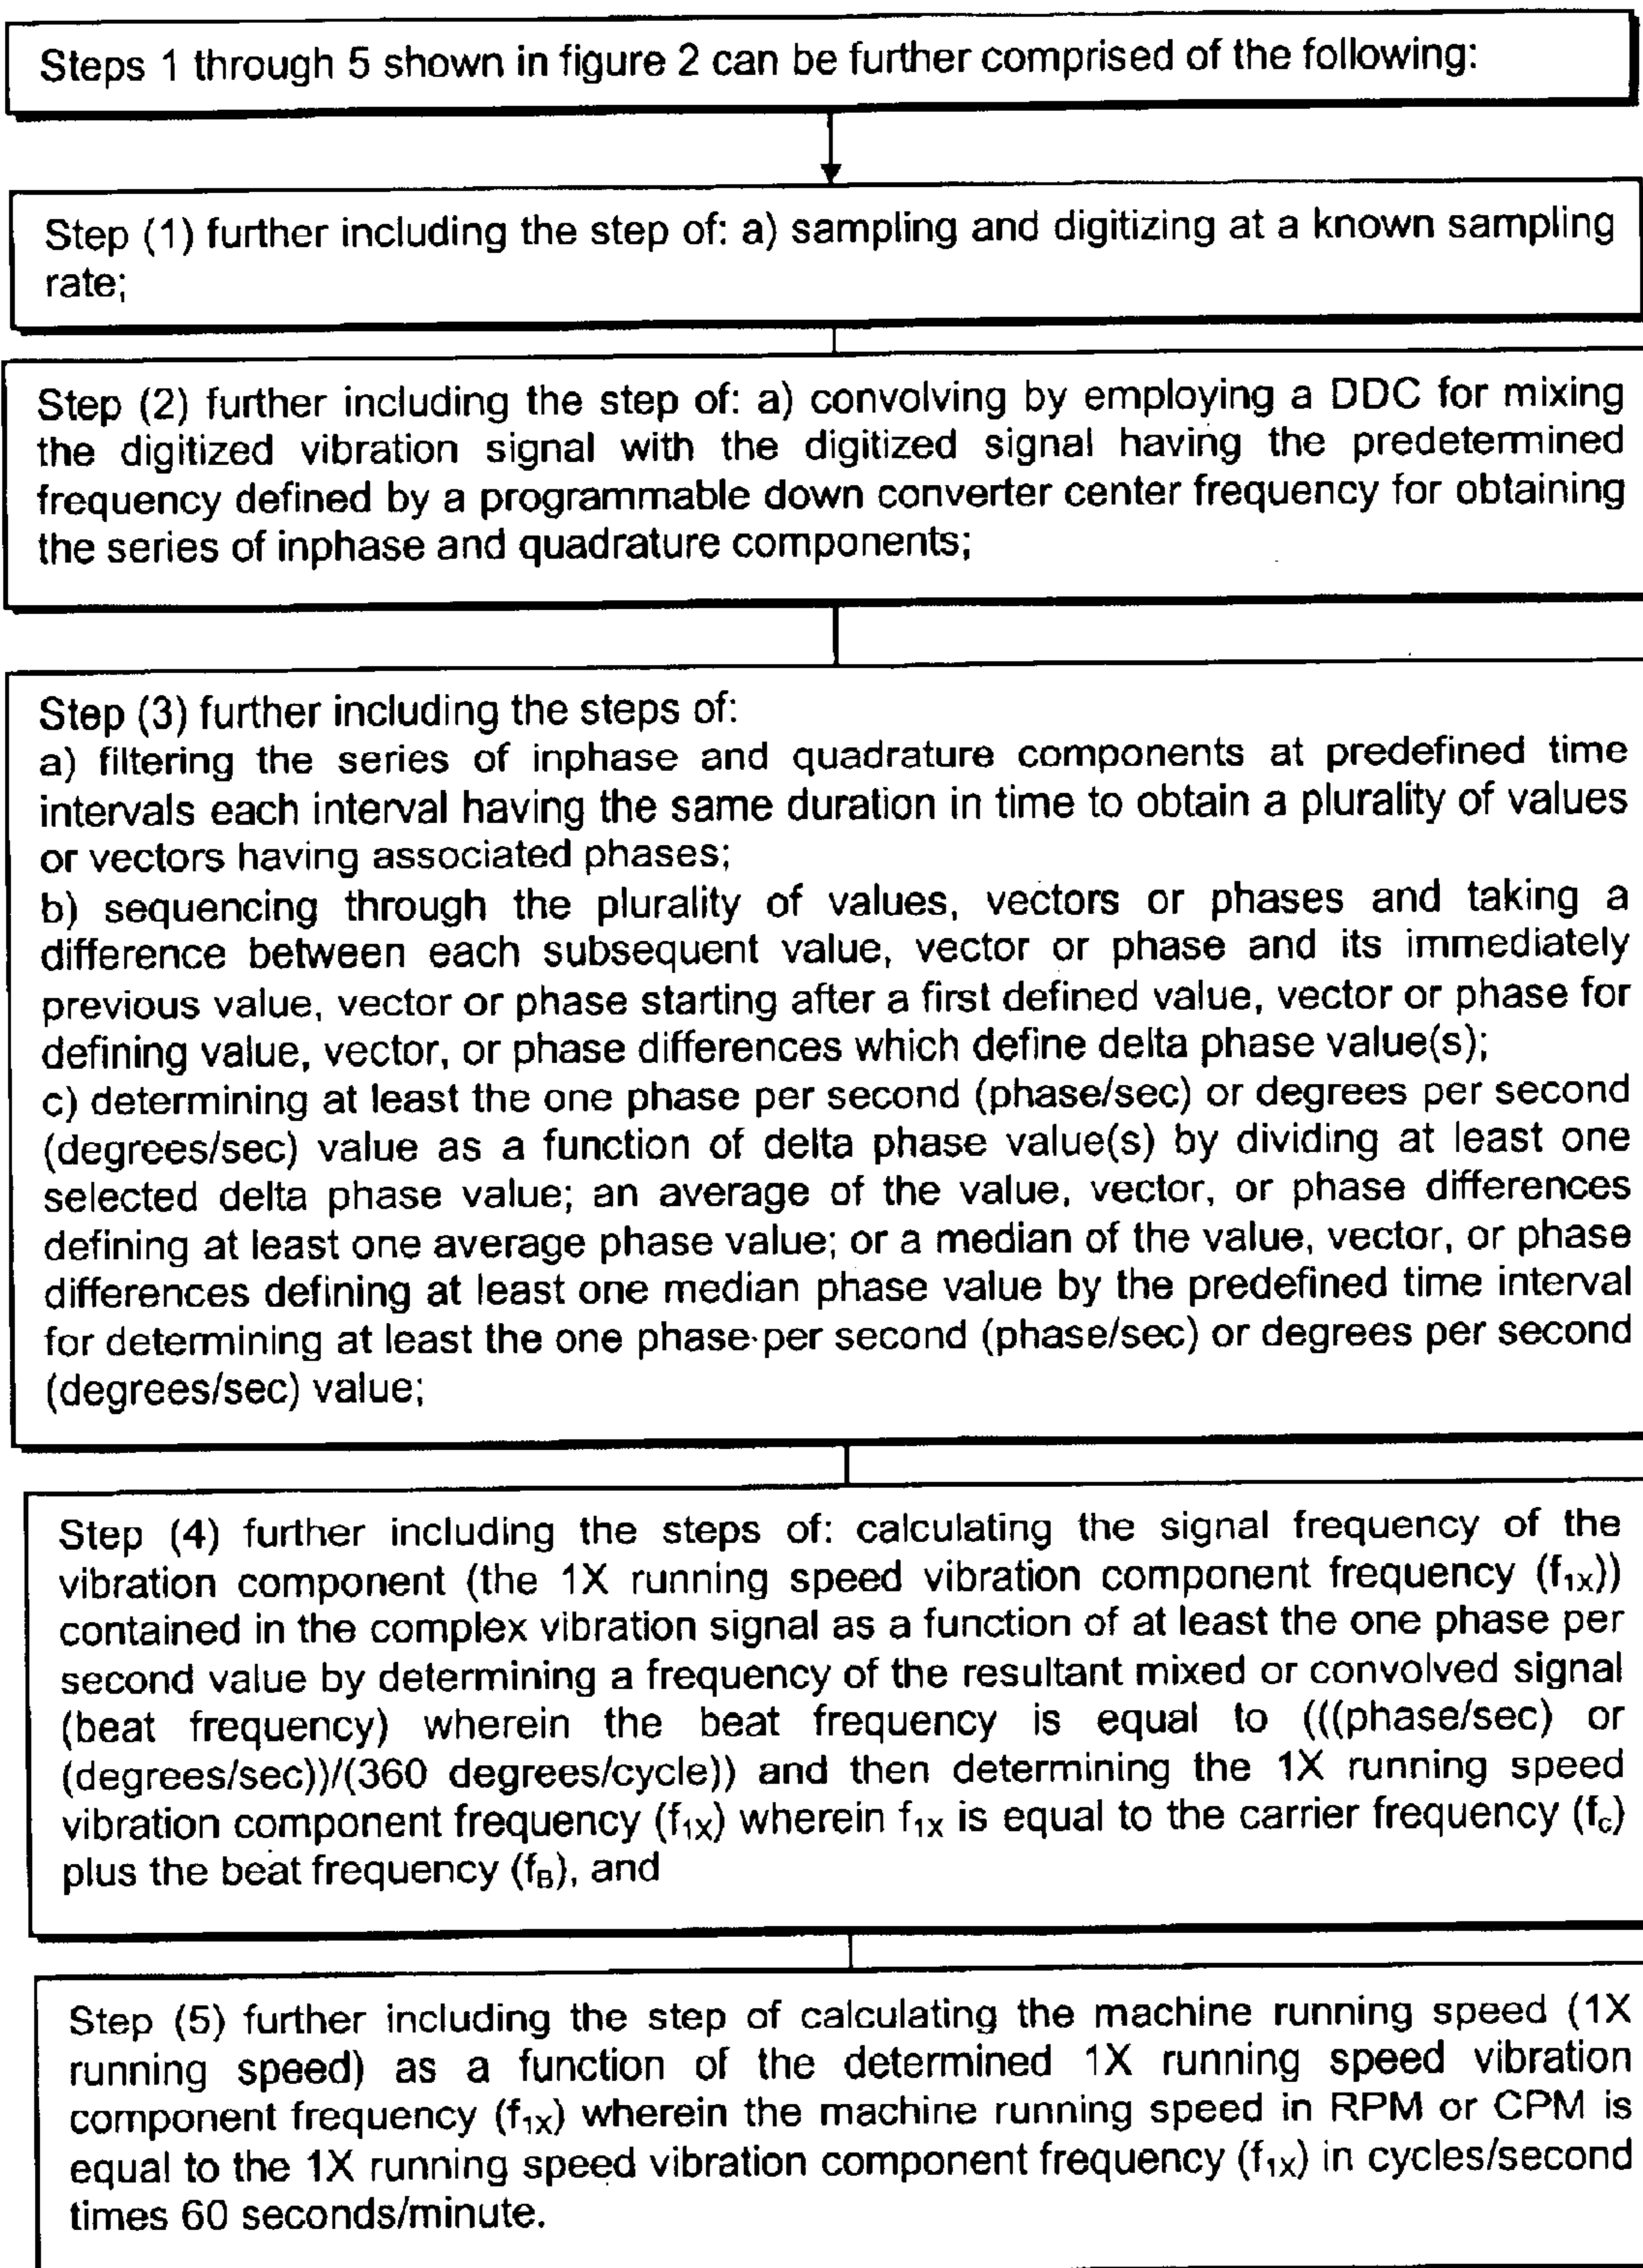 Steps 1 through 5 shown in figure 2 can be further comprised of the following:
Step (1) further including the step of: a) sampling and digitizing at a known sampling
rate;
Step (2) further including the step of: a) convolving by employing a DDC for mixing
the digitized vibration signal with the digitized signal having the predetermined
frequency defined by a programmable down converter center frequency for obtaining
the series of inphase and quadrature components;
Step (3) further including the steps of:
a) filtering the series of inphase and quadrature components at predefined time
intervals each interval having the same duration in time to obtain a plurality of values
or vectors having associated phases;
b) sequencing through the plurality of values, vectors or phases and taking a
difference between each subsequent value, vector or phase and its immediately
previous value, vector or phase starting after a first defined value, vector or phase for
defining value, vector, or phase differences which define delta phase value(s);
c) determining at least the one phase per second (phase/sec) or degrees per second
(degrees/sec) value as a function of delta phase value(s) by dividing at least one
selected delta phase value; an average of the value, vector, or phase differences
defining at least one average phase value; or a median of the value, vector, or phase
differences defining at least one median phase value by the predefined time interval
for determining at least the one phase per second (phase/sec) or degrees per second
(degrees/sec) value;
Step (4) further including the steps of: calculating the signal frequency of the
vibration component (the 1X running speed vibration component frequency (f₁ₓ))
contained in the complex vibration signal as a function of at least the one phase per
second value by determining a frequency of the resultant mixed or convolved signal
(beat frequency) wherein the beat frequency is equal to (((phase/sec) or
(degrees/sec))/(360 degrees/cycle)) and then determining the 1X running speed
vibration component frequency (f₁ₓ) wherein f₁ₓ is equal to the carrier frequency (f_c)
plus the beat frequency (f_B), and
Step (5) further including the step of calculating the machine running speed (1X
running speed) as a function of the determined 1X running speed vibration
component frequency (f₁ₓ) wherein the machine running speed in RPM or CPM is
equal to the 1X running speed vibration component frequency (f₁ₓ) in cycles/second
times 60 seconds/minute.